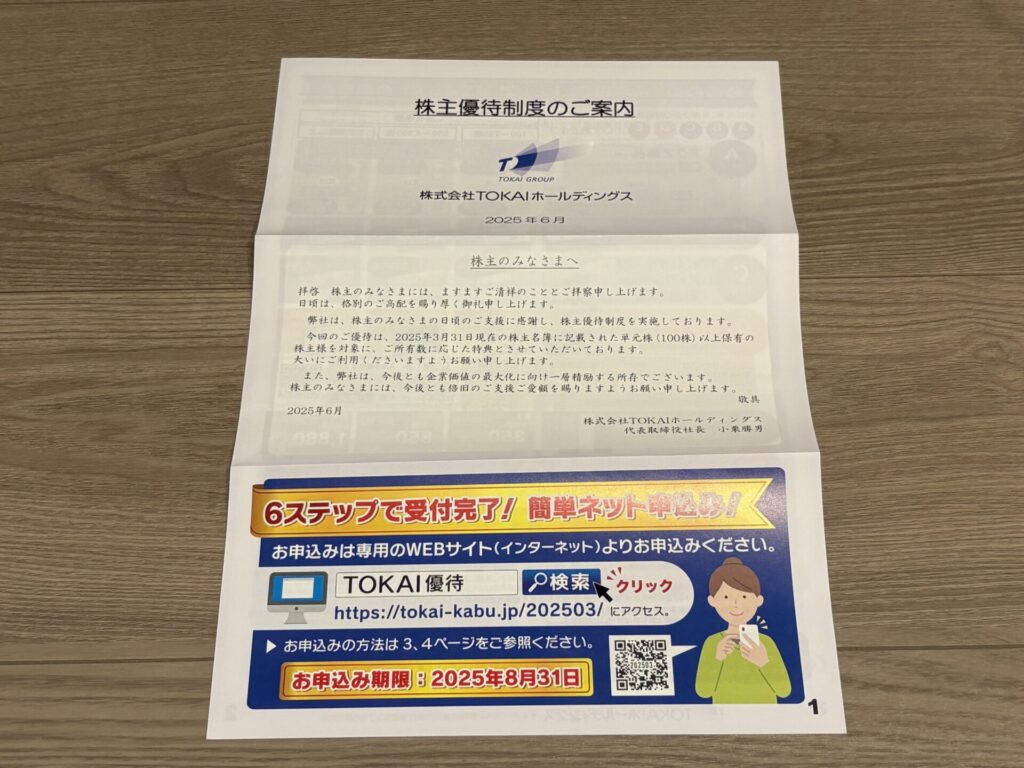 株主優待制度のご案内
TOKAI GROUP
株式会社TOKAIホールディングス
2025年6月
株主のみなさまへ
拝啓 株主のみなさまには、ますますご清祥のこととご拝察申し上げます。
日頃は、格別のご高配を賜り厚く御礼申し上げます。
弊社は、株主のみなさまの日頃のご支援に感謝し、株主優待制度を実施しております。
今回のご優待は、2025年3月31日現在の株主名簿に記載された単元株(100株)以上保有の
株主様を対象に、ご所有数に応じた特典とさせていただいております。
大いにご利用くださいますようお願い申し上げます。
また、弊社は、今後とも企業価値の最大化に向け一層精励する所存でございます。
株主のみなさまには、今後とも倍旧のご支援ご愛顧を賜りますようお願い申し上げます。
敬具
2025年6月
株式会社TOKAIホールディングス
代表取締役社長 小栗勝男
6ステップで受付完了! 簡単ネット申込み!
お申込みは専用のWEBサイト(インターネット)よりお申込みください。
TOKAI優待 検索 クリック
https://tokai-kabu.jp/202503/ にアクセス。
▶ お申込みの方法は3、4ページをご参照ください。
202503
お申込み期限:2025年8月31日
1